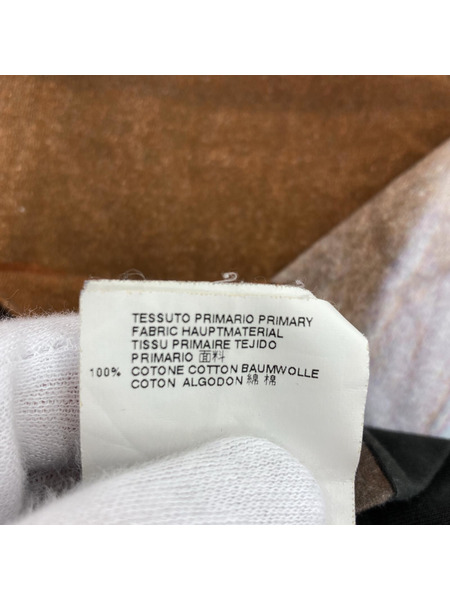 TESSUTO PRIMARIO PRIMARY
FABRIC HAUPTMATERIAL
TISSU PRIMAIRE TEJIDO
PRIMARIO 面料
100% COTONE COTTON BAUMWOLLE
COTON ALGODON 綿 棉